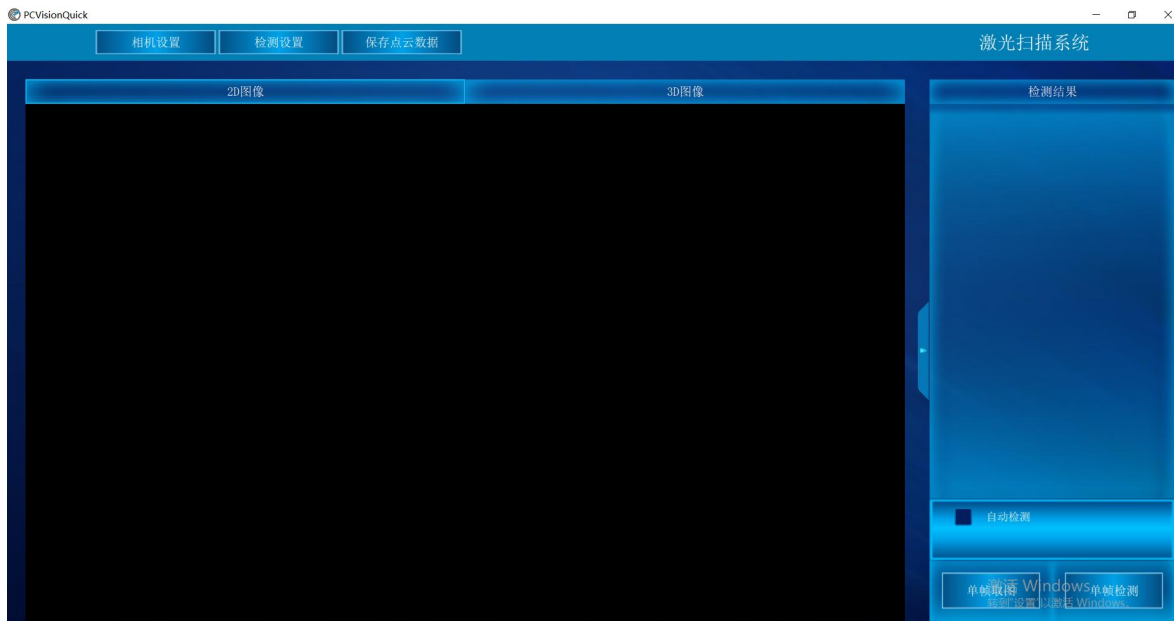 PCVisionQuick
相机设置 检测设置 保存点云数据 激光扫描系统
2D图像 3D图像 检测结果
自动检测
单帧取图 单帧检测
激活 Windows
转到"设置"以激活 Windows。